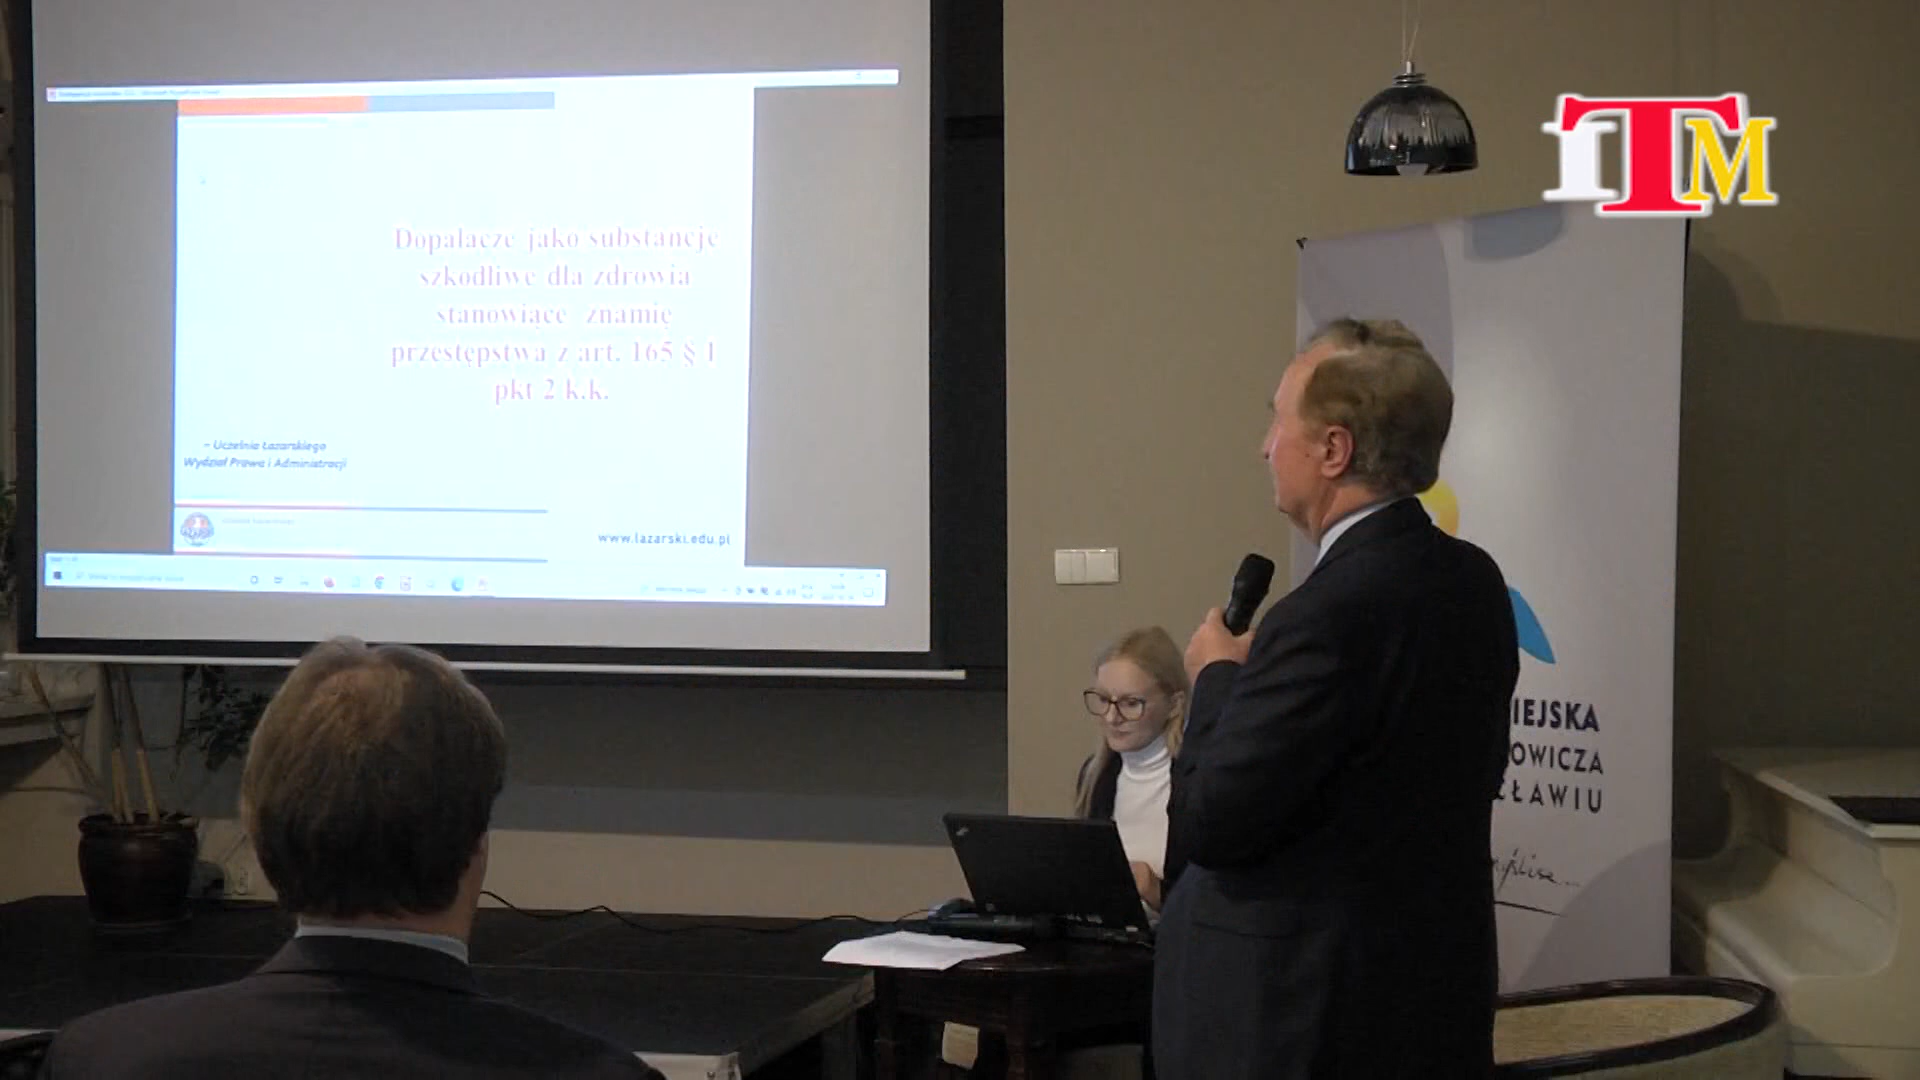 Dopalacze jako substancje
szkodliwe dla zdrowia
stanowiące znamię
przestępstwa z art. 165 § 1
pkt 2 k.k.
– Uczelnia Łazarskiego
Wydział Prawa i Administracji
www.lazarski.edu.pl
ITM
IEJSKA
OWICZA
ŁAWIU